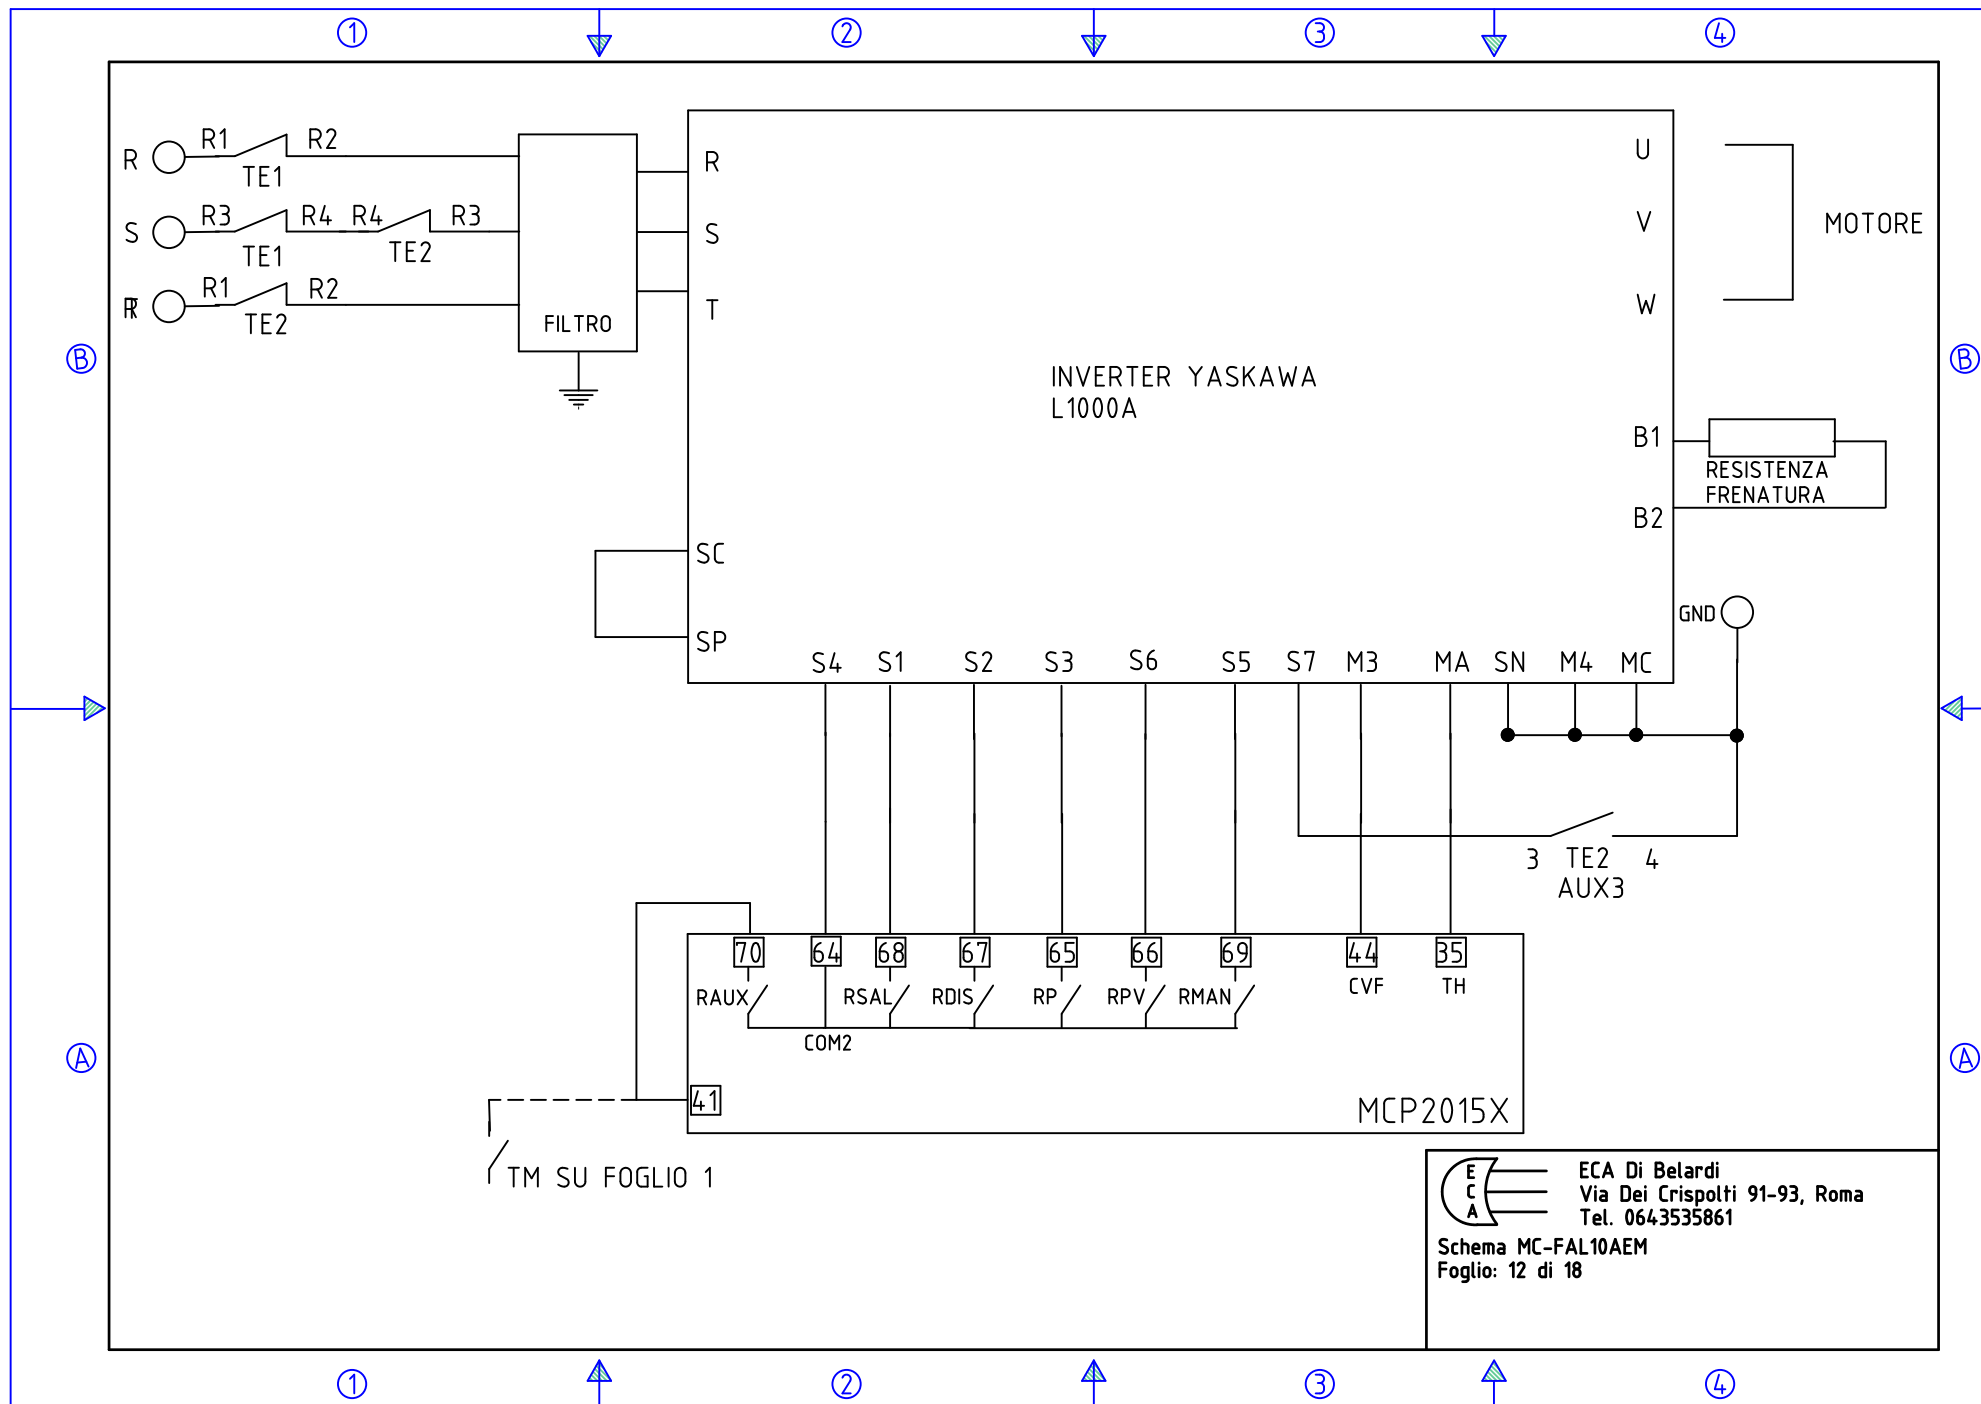 1 2 3 4
R R1 R2
TE1
S R3 R4 R4 R3
TE1 TE2
R1 R2
TE2
FILTRO
R
S
T
U
V
W
MOTORE
B B
INVERTER YASKAWA
L1000A
B1
RESISTENZA
FRENATURA
B2
SC
SP
GND
S4 S1 S2 S3 S6 S5 S7 M3 MA SN M4 MC
3 TE2 4
AUX3
70 64 68 67 65 66 69 44 35
RAUX RSAL RDIS RP RPV RMAN CVF TH
COM2
A A
41
MCP2015X
TM SU FOGLIO 1
E
C
A
ECA Di Belardi
Via Dei Crispolti 91-93, Roma
Tel. 0643535861
Schema MC-FAL10AEM
Foglio: 12 di 18
1 2 3 4